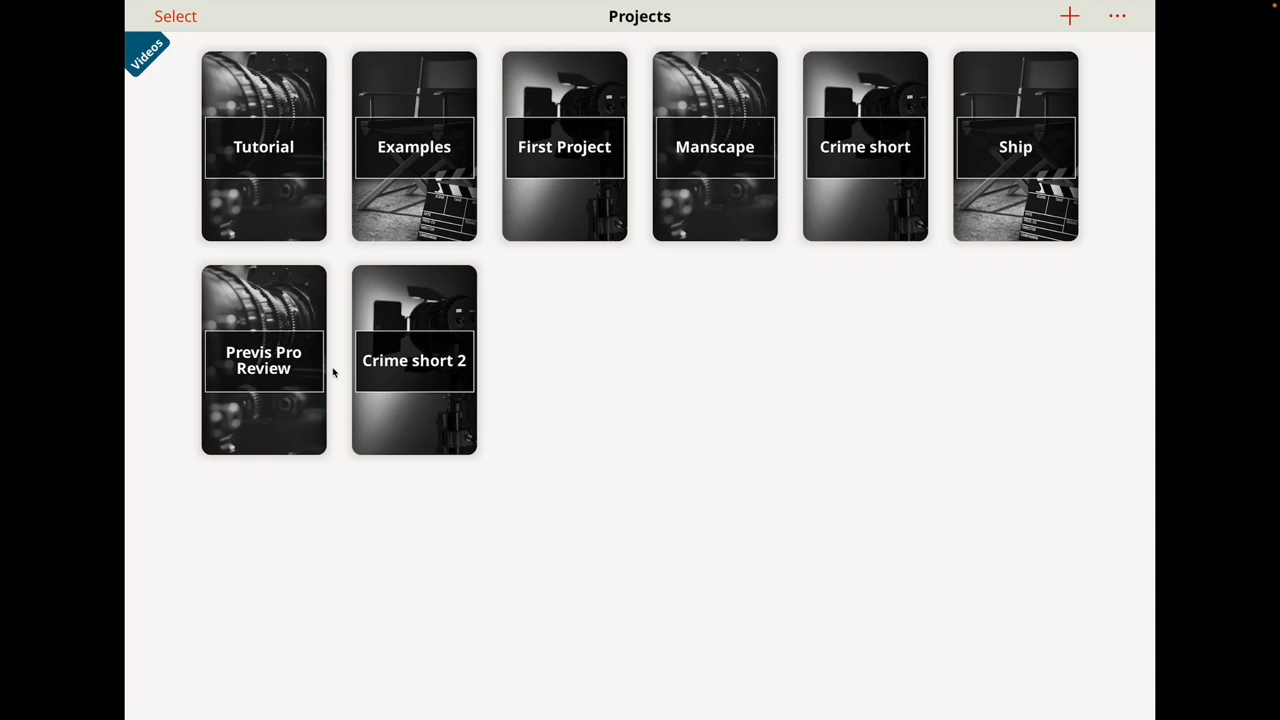 Select
Projects
Videos
Tutorial
Examples
First Project
Manscape
Crime short
Ship
Previs Pro
Review
Crime short 2